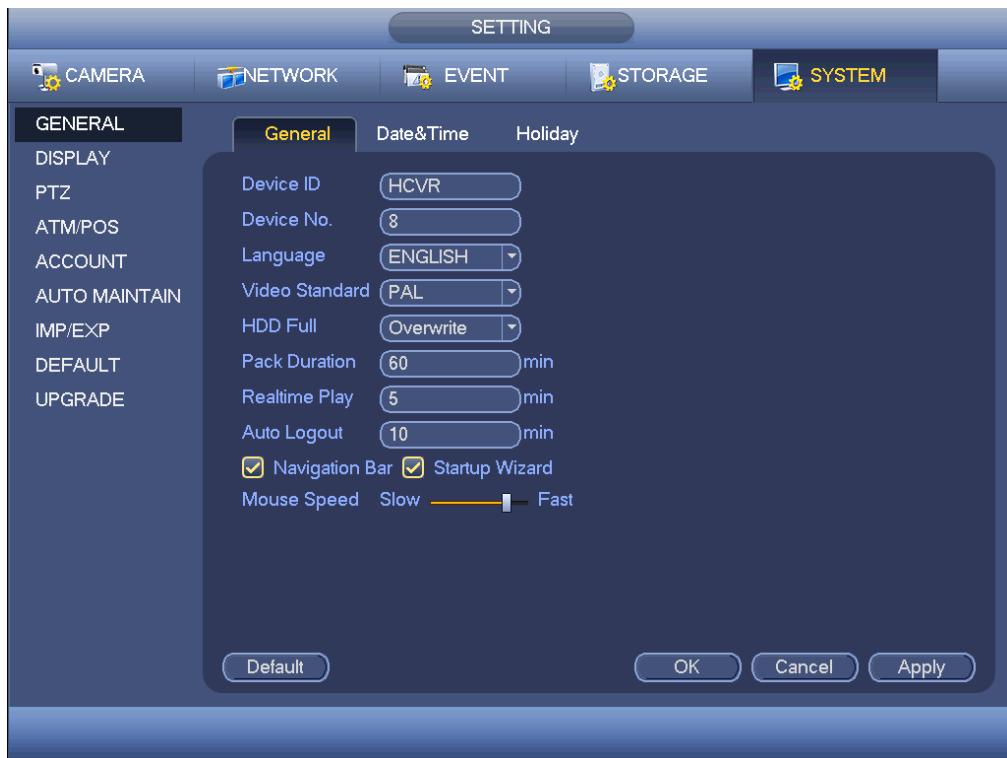 SETTING
CAMERA NETWORK EVENT STORAGE SYSTEM
GENERAL
DISPLAY
PTZ
ATM/POS
ACCOUNT
AUTO MAINTAIN
IMP/EXP
DEFAULT
UPGRADE
General Date&Time Holiday
Device ID HCVR
Device No. 8
Language ENGLISH
Video Standard PAL
HDD Full Overwrite
Pack Duration 60 min
Realtime Play 5 min
Auto Logout 10 min
Navigation Bar Startup Wizard
Mouse Speed Slow Fast
Default OK Cancel Apply